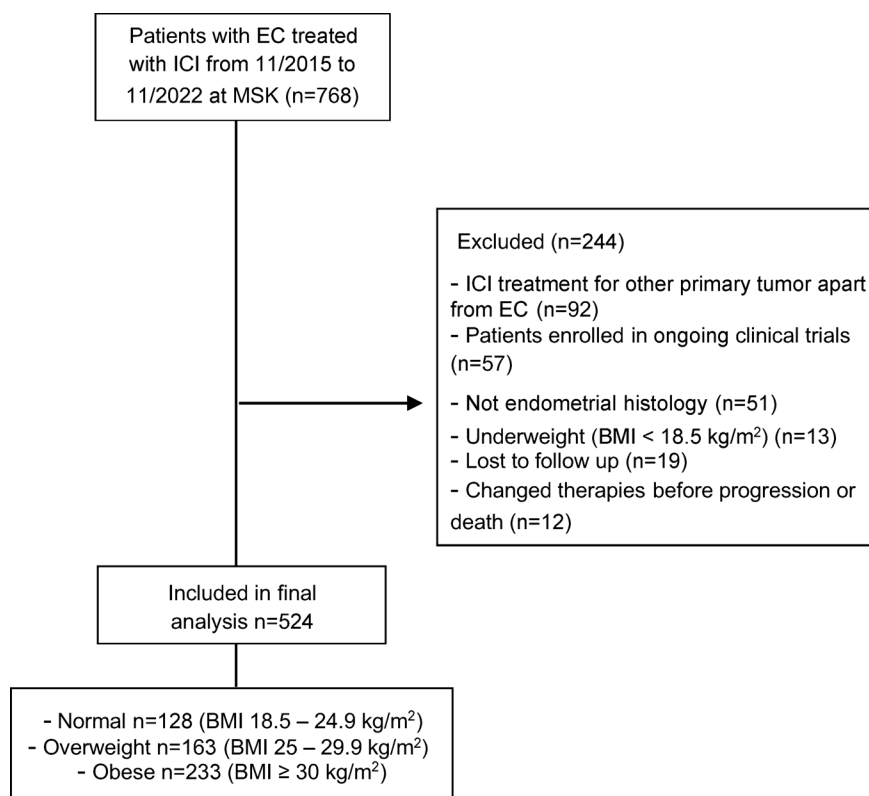 Patients with EC treated
with ICI from 11/2015 to
11/2022 at MSK (n=768)
Excluded (n=244)
- ICI treatment for other primary tumor apart
from EC (n=92)
- Patients enrolled in ongoing clinical trials
(n=57)
- Not endometrial histology (n=51)
- Underweight (BMI < 18.5 kg/m²) (n=13)
- Lost to follow up (n=19)
- Changed therapies before progression or
death (n=12)
Included in final
analysis n=524
- Normal n=128 (BMI 18.5 – 24.9 kg/m²)
- Overweight n=163 (BMI 25 – 29.9 kg/m²)
- Obese n=233 (BMI ≥ 30 kg/m²)